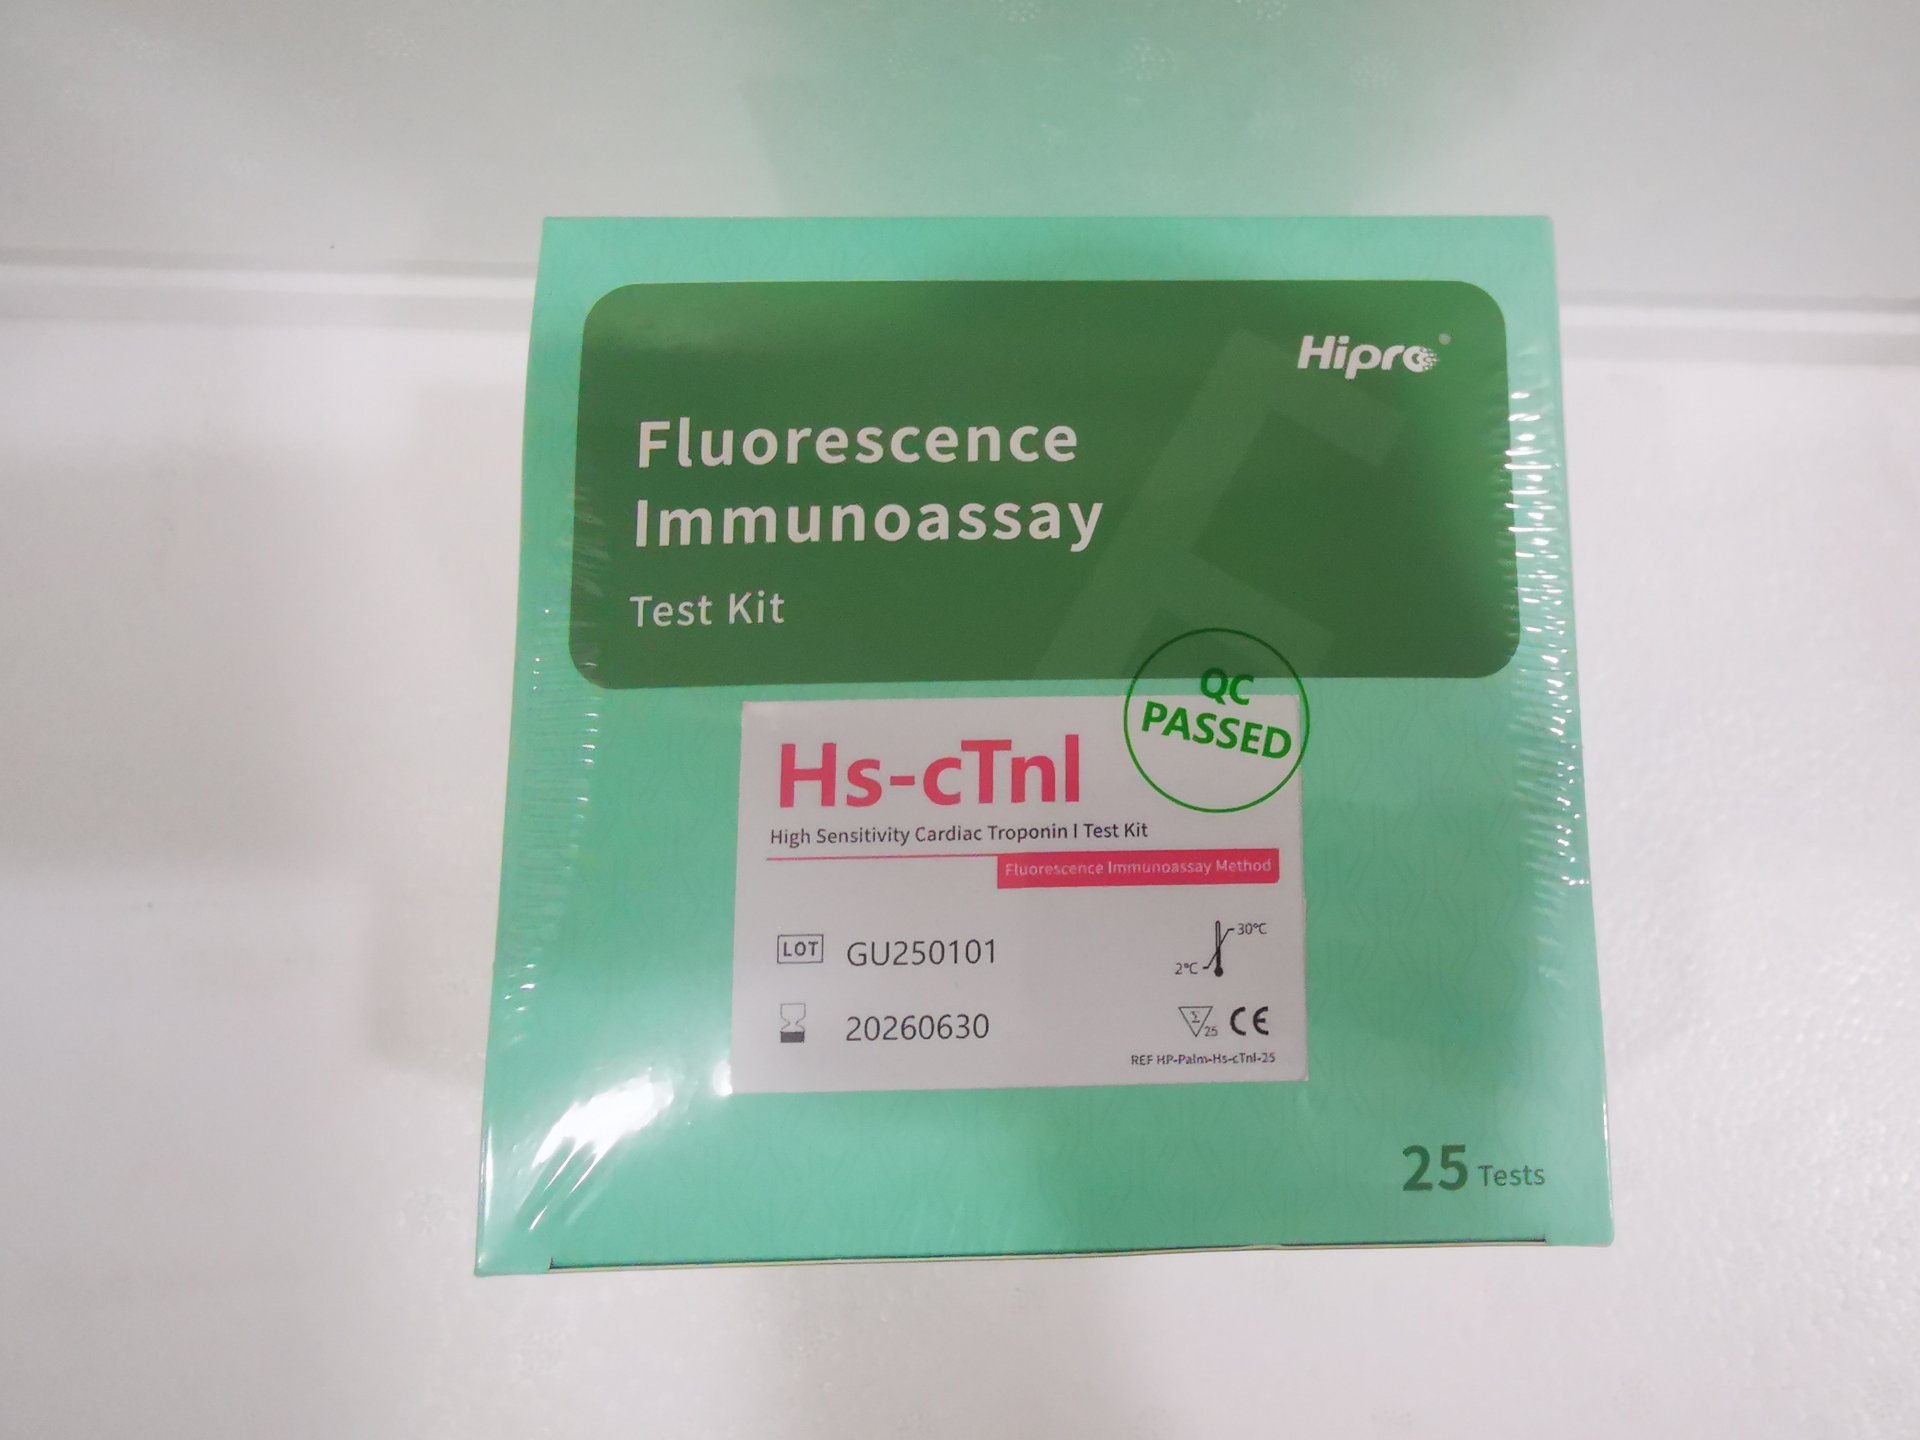 Hipro®
Fluorescence
Immunoassay
Test Kit
QC
PASSED
Hs-cTnI
High Sensitivity Cardiac Troponin I Test Kit
Fluorescence Immunoassay Method
LOT GU250101
30°C
2°C
20260630
Σ 25 CE
REF HP-Palm-Hs-cTnI-25
25 Tests